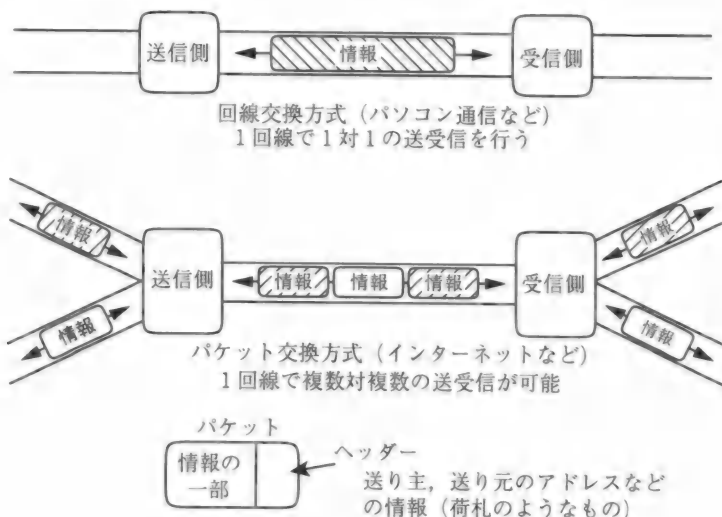 送信側
情報
受信側
回線交換方式（パソコン通信など）
1回線で1対1の送受信を行う
情報
情報
送信側
情報
情報
情報
受信側
情報
情報
パケット交換方式（インターネットなど）
1回線で複数対複数の送受信が可能
パケット
情報の
一部
ヘッダー
送り主，送り元のアドレスなど
の情報（荷札のようなもの）